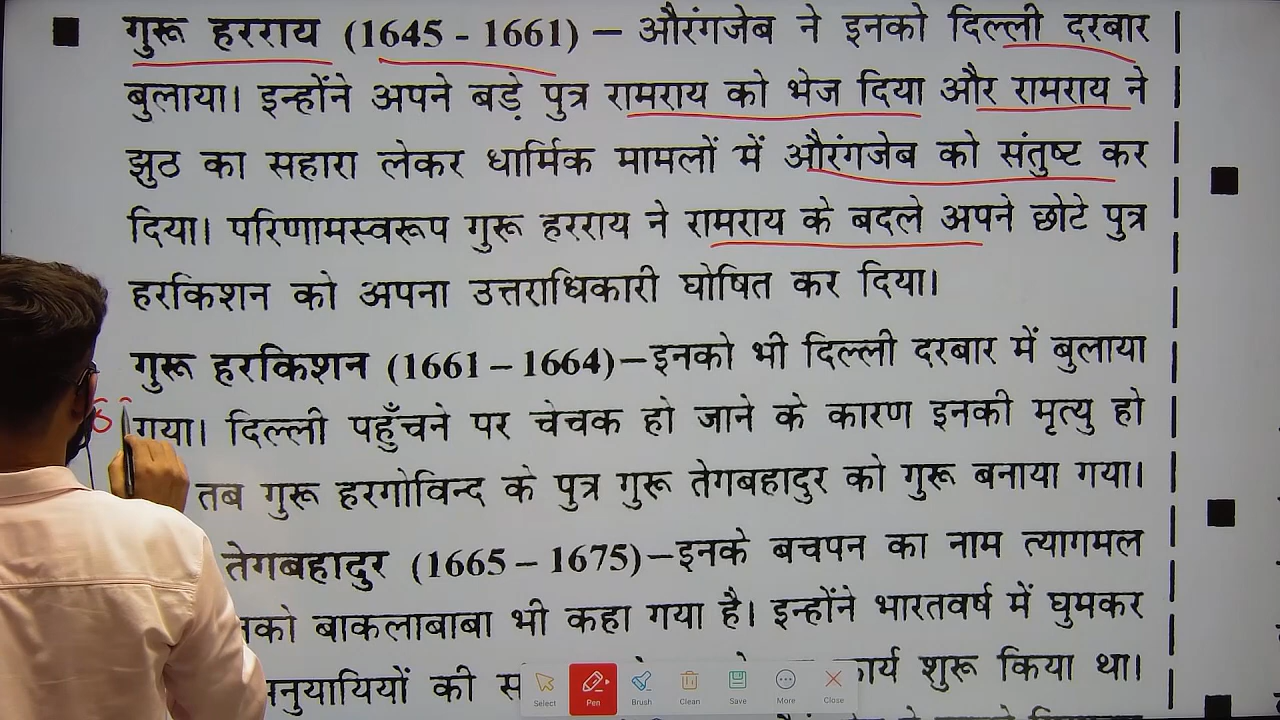 गुरू हरराय (1645 - 1661) – औरंगजेब ने इनको दिल्ली दरबार
बुलाया। इन्होंने अपने बड़े पुत्र रामराय को भेज दिया और रामराय ने
झुठ का सहारा लेकर धार्मिक मामलों में औरंगजेब को संतुष्ट कर
दिया। परिणामस्वरूप गुरू हरराय ने रामराय के बदले अपने छोटे पुत्र
हरकिशन को अपना उत्तराधिकारी घोषित कर दिया।
गुरू हरकिशन (1661 – 1664)–इनको भी दिल्ली दरबार में बुलाया
गया। दिल्ली पहुँचने पर चेचक हो जाने के कारण इनकी मृत्यु हो
तब गुरू हरगोविन्द के पुत्र गुरू तेगबहादुर को गुरू बनाया गया।
तेगबहादुर (1665 – 1675)–इनके बचपन का नाम त्यागमल
बाकलाबाबा भी कहा गया है। इन्होंने भारतवर्ष में घुमकर
की शुरू किया था।
Select Pen Brush Clean Save More Close